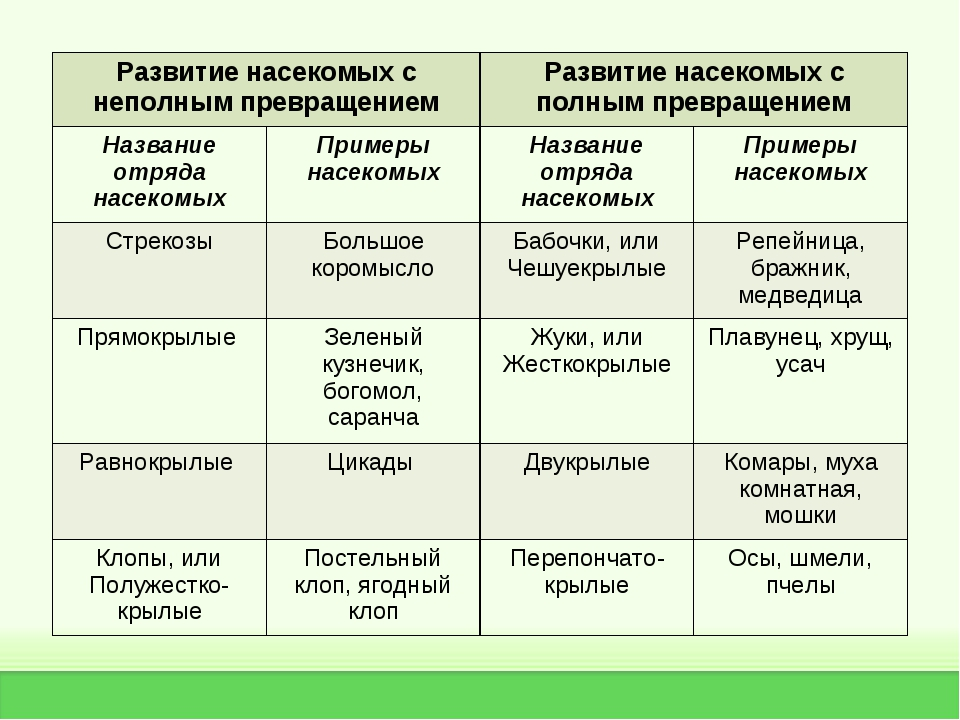 Развитие насекомых с
неполным превращением
Развитие насекомых с
полным превращением
Название
отряда
насекомых
Примеры
насекомых
Название
отряда
насекомых
Примеры
насекомых
Стрекозы
Большое
коромысло
Бабочки, или
Чешуекрылые
Репейница,
бражник,
медведица
Прямокрылые
Зеленый
кузнечик,
богомол,
саранча
Жуки, или
Жесткокрылые
Плавунец, хрущ,
усач
Равнокрылые
Цикады
Двукрылые
Комары, муха
комнатная,
мошки
Клопы, или
Полужестко-
крылые
Постельный
клоп, ягодный
клоп
Перепончато-
крылые
Осы, шмели,
пчелы